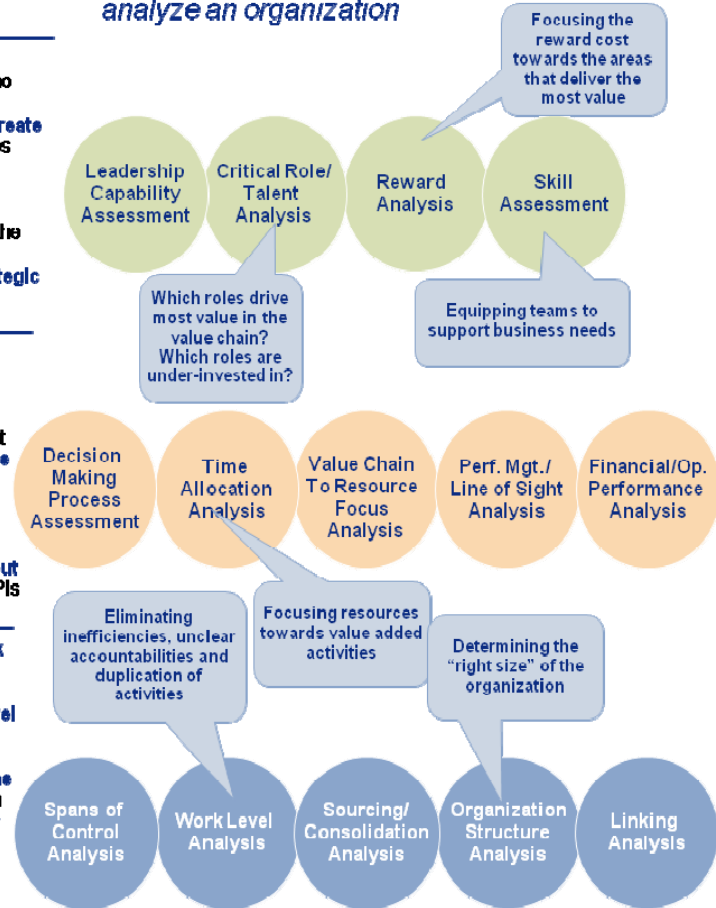 analyze an organization
Focusing the
reward cost
towards the areas
that deliver the
most value
Leadership
Capability
Assessment
Critical Role/
Talent
Analysis
Reward
Analysis
Skill
Assessment
Which roles drive
most value in the
value chain?
Which roles are
under-invested in?
Equipping teams to
support business needs
Decision
Making
Process
Assessment
Time
Allocation
Analysis
Value Chain
To Resource
Focus
Analysis
Perf. Mgt./
Line of Sight
Analysis
Financial/Op.
Performance
Analysis
Eliminating
inefficiencies, unclear
accountabilities and
duplication of
activities
Focusing resources
towards value added
activities
Determining the
“right size” of the
organization
Spans of
Control
Analysis
Work Level
Analysis
Sourcing/
Consolidation
Analysis
Organization
Structure
Analysis
Linking
Analysis